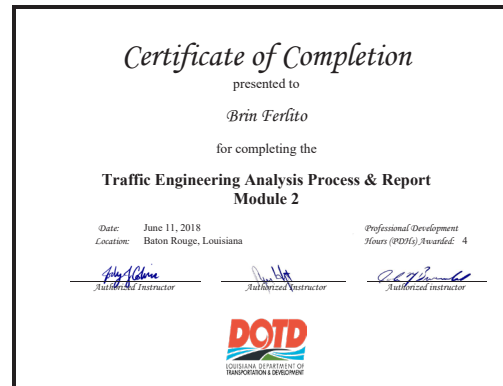 Certificate of Completion
presented to
Brin Ferlito
for completing the
Traffic Engineering Analysis Process & Report
Module 2
Date: June 11, 2018
Location: Baton Rouge, Louisiana
Professional Development
Hours (PDHs) Awarded: 4
Authorized Instructor
Authorized Instructor
Authorized instructor
DOTD
LOUISIANA DEPARTMENT OF
TRANSPORTATION & DEVELOPMENT